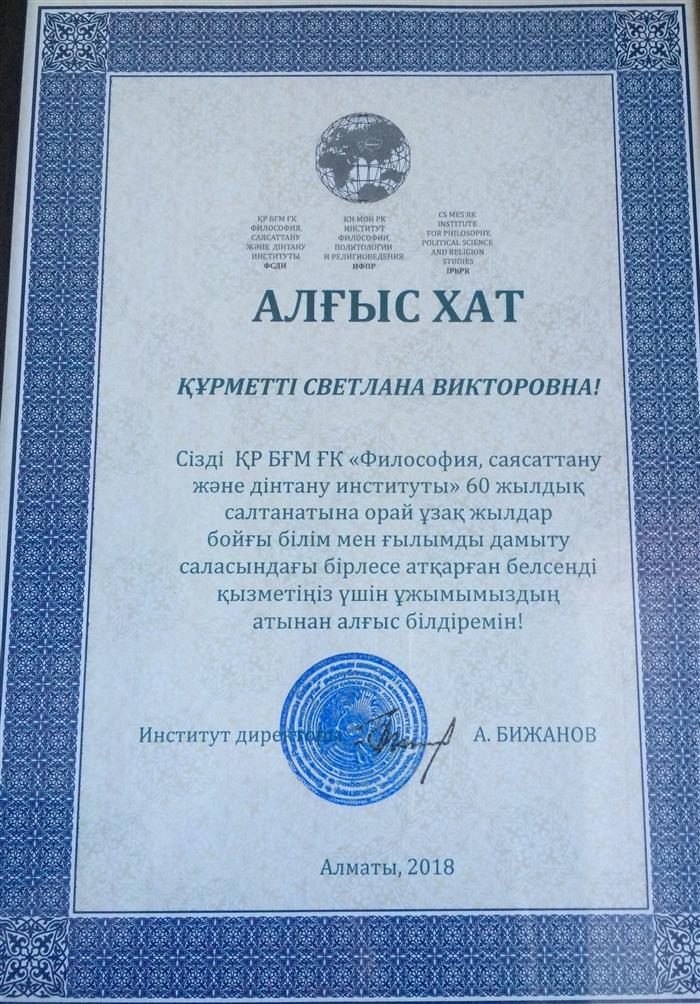 ҚР БҒМ ҒК
ФИЛОСОФИЯ,
САЯСАТТАНУ
ЖӘНЕ ДІНТАНУ
ИНСТИТУТЫ
ФСДИ
КН МОН РК
ИНСТИТУТ
ФИЛОСОФИИ,
ПОЛИТОЛОГИИ
И РЕЛИГИОВЕДЕНИЯ
ИФПР
CS MES RK
INSTITUTE
FOR PHILOSOPHY,
POLITICAL SCIENCE
AND RELIGION
STUDIES
IPhPR
АЛҒЫС ХАТ
ҚҰРМЕТТІ СВЕТЛАНА ВИКТОРОВНА!
Сізді ҚР БҒМ ҒК «Философия, саясаттану
және дінтану институты» 60 жылдық
салтанатына орай ұзақ жылдар
бойғы білім мен ғылымды дамыту
саласындағы бірлесе атқарған белсенді
қызметіңіз үшін ұжымымыздың
атынан алғыс білдіремін!
Институт директоры А. БИЖАНОВ
Алматы, 2018